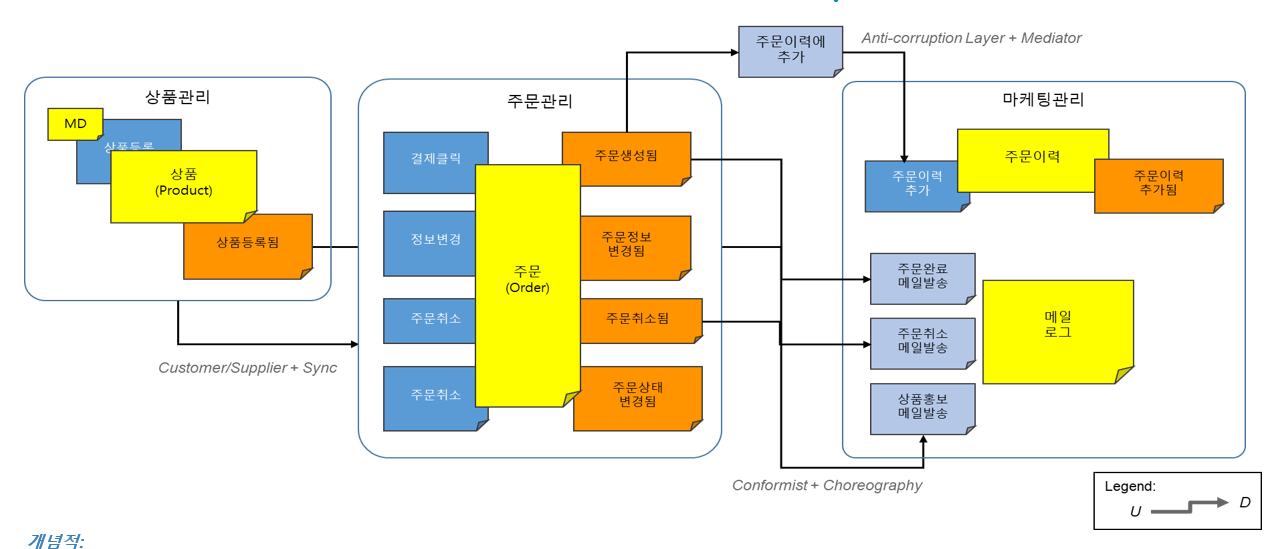 주문이력에
추가
Anti-corruption Layer + Mediator
상품관리
MD
상품등록
상품
(Product)
상품등록됨
Customer/Supplier + Sync
주문관리
결제클릭
주문생성됨
정보변경
주문정보
변경됨
주문
(Order)
주문취소
주문취소됨
주문취소
주문상태
변경됨
마케팅관리
주문이력
추가
주문이력
주문이력
추가됨
주문완료
메일발송
주문취소
메일발송
상품홍보
메일발송
메일
로그
Conformist + Choreography
Legend:
U
D
개념적: